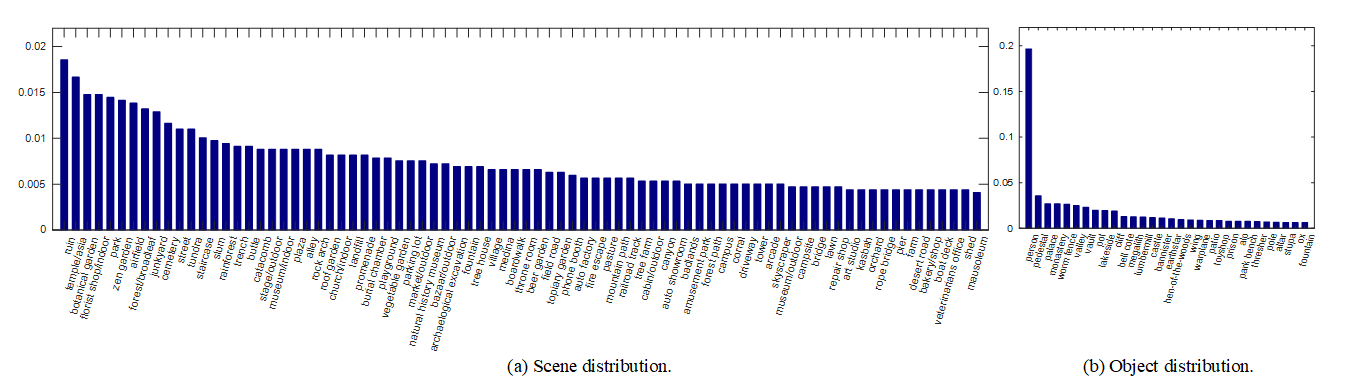 0.02
0.015
0.01
0.005
0
ruin
temple/asia
botanical garden
florist shop/indoor
park
zen garden
airfield
forest/broadleaf
junkyard
cemetery
street
tundra
staircase
slum
rainforest
trench
butte
catacomb
stage/outdoor
museum/indoor
plaza
alley
rock arch
roof garden
church/indoor
landfill
promenade
burial chamber
playground
vegetable garden
parking lot
market/outdoor
natural history museum
bazaar/outdoor
archaelogical excavation
fountain
tree house
village
medina
boardwalk
throne room
beer garden
field road
topiary garden
phone booth
auto factory
fire escape
pasture
mountain path
railroad track
tree farm
cabin/outdoor
canyon
auto showroom
badlands
amusement park
forest path
campus
corral
driveway
tower
arcade
skyscraper
museum/outdoor
campsite
bridge
lawn
repair shop
art studio
kasbah
orchard
rope bridge
pier
farm
desert road
bakery/shop
boat deck
veterinarians office
shed
mausoleum
(a) Scene distribution.
0.2
0.15
0.1
0.05
0
person
pedestal
palace
monastery
worm fence
valley
vault
pot
lakeside
cliff
bell cote
megalith
lumbermill
castle
bannister
earthstar
hen-of-the-woods
wing
warplane
patio
toyshop
prison
alp
park bench
thresher
pole
altar
stupa
ox
fountain
(b) Object distribution.